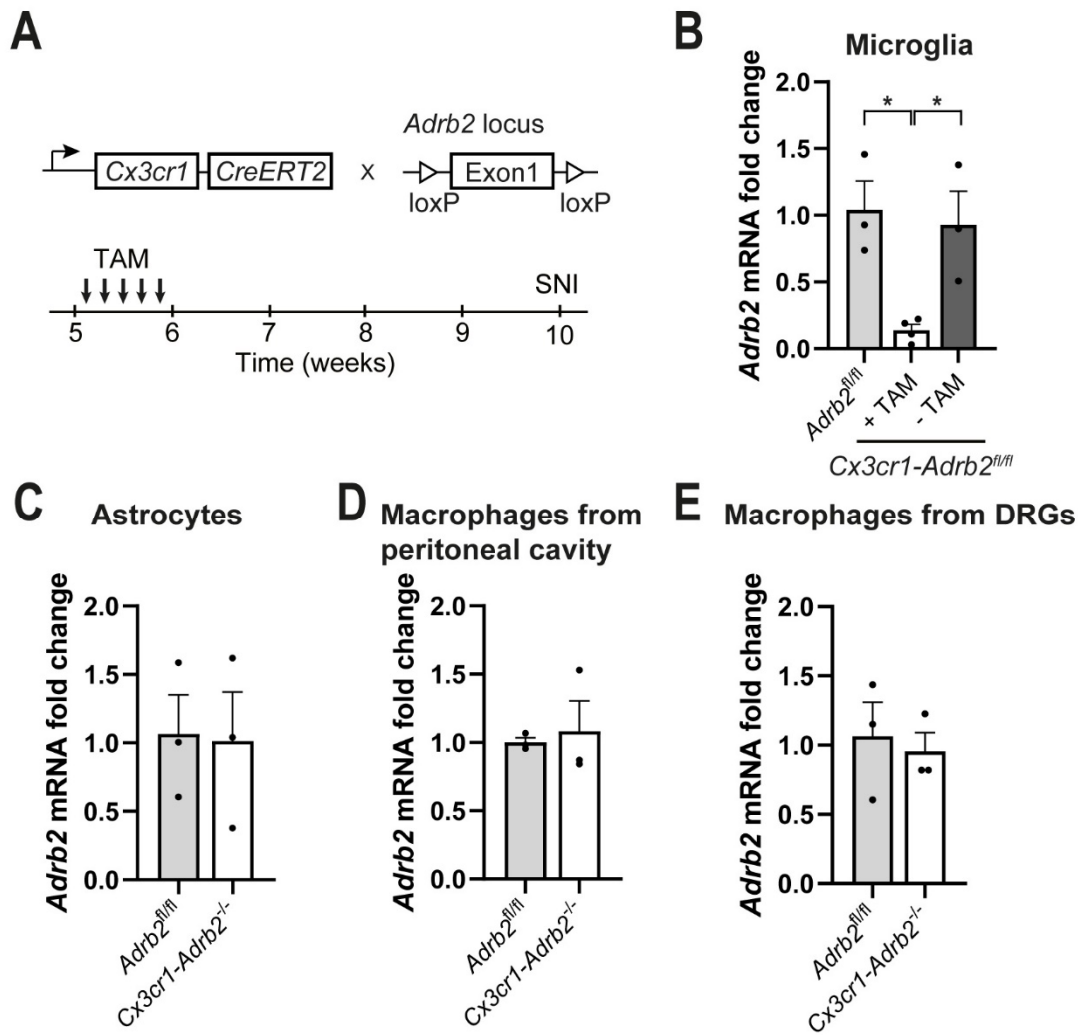 A
Adrb2 locus
Cx3cr1 CreERT2 x Exon1
loxP loxP
TAM
SNI
5 6 7 8 9 10
Time (weeks)
B
Microglia
Adrb2 mRNA fold change
2.0
1.5
1.0
0.5
0.0
* *
Adrb2fl/fl
+ TAM
- TAM
Cx3cr1-Adrb2fl/fl
C
Astrocytes
Adrb2 mRNA fold change
2.0
1.5
1.0
0.5
0.0
Adrb2fl/fl
Cx3cr1-Adrb2-/-
D
Macrophages from
peritoneal cavity
Adrb2 mRNA fold change
2.0
1.5
1.0
0.5
0.0
Adrb2fl/fl
Cx3cr1-Adrb2-/-
E
Macrophages from DRGs
Adrb2 mRNA fold change
2.0
1.5
1.0
0.5
0.0
Adrb2fl/fl
Cx3cr1-Adrb2-/-